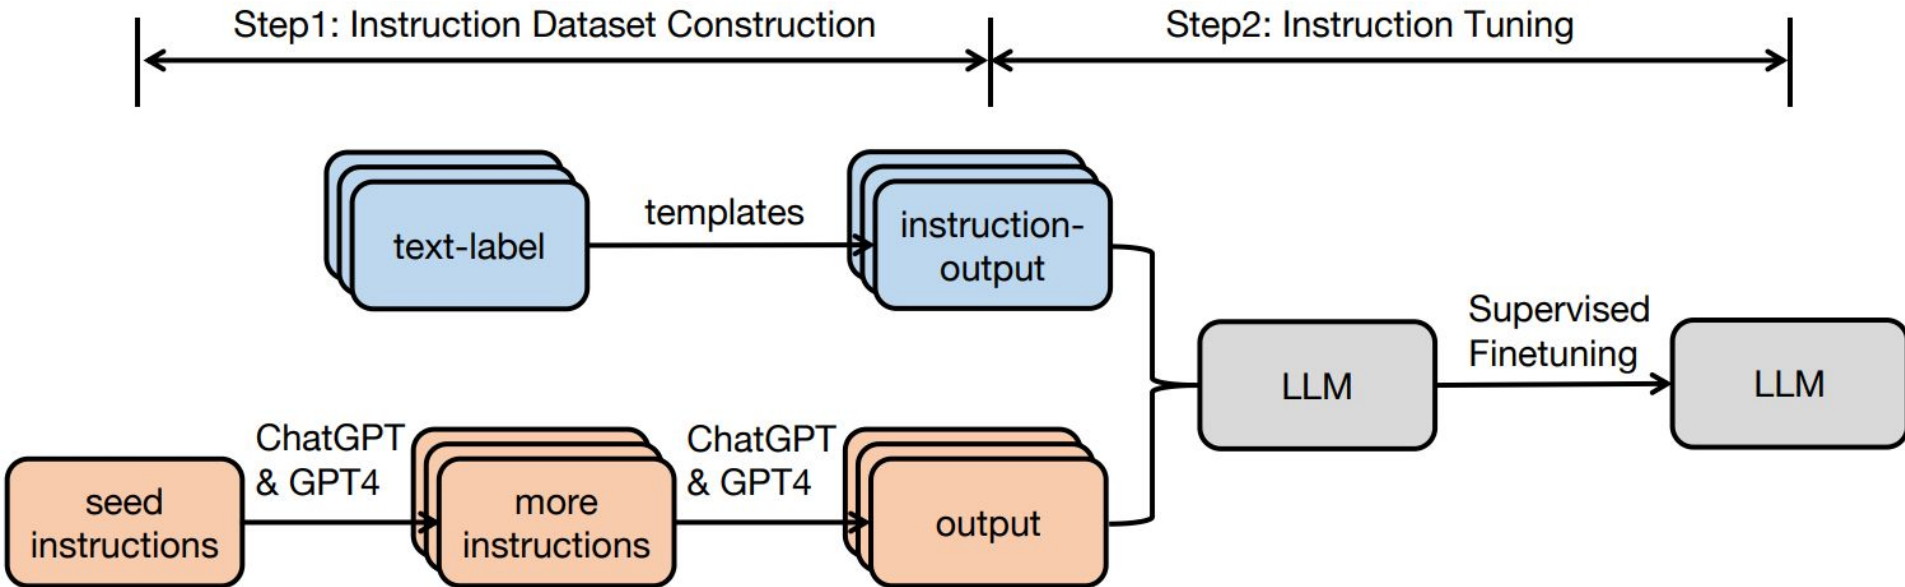 Step1: Instruction Dataset Construction
Step2: Instruction Tuning
text-label
templates
instruction-
output
Supervised
Finetuning
LLM
LLM
seed
instructions
ChatGPT
& GPT4
more
instructions
ChatGPT
& GPT4
output